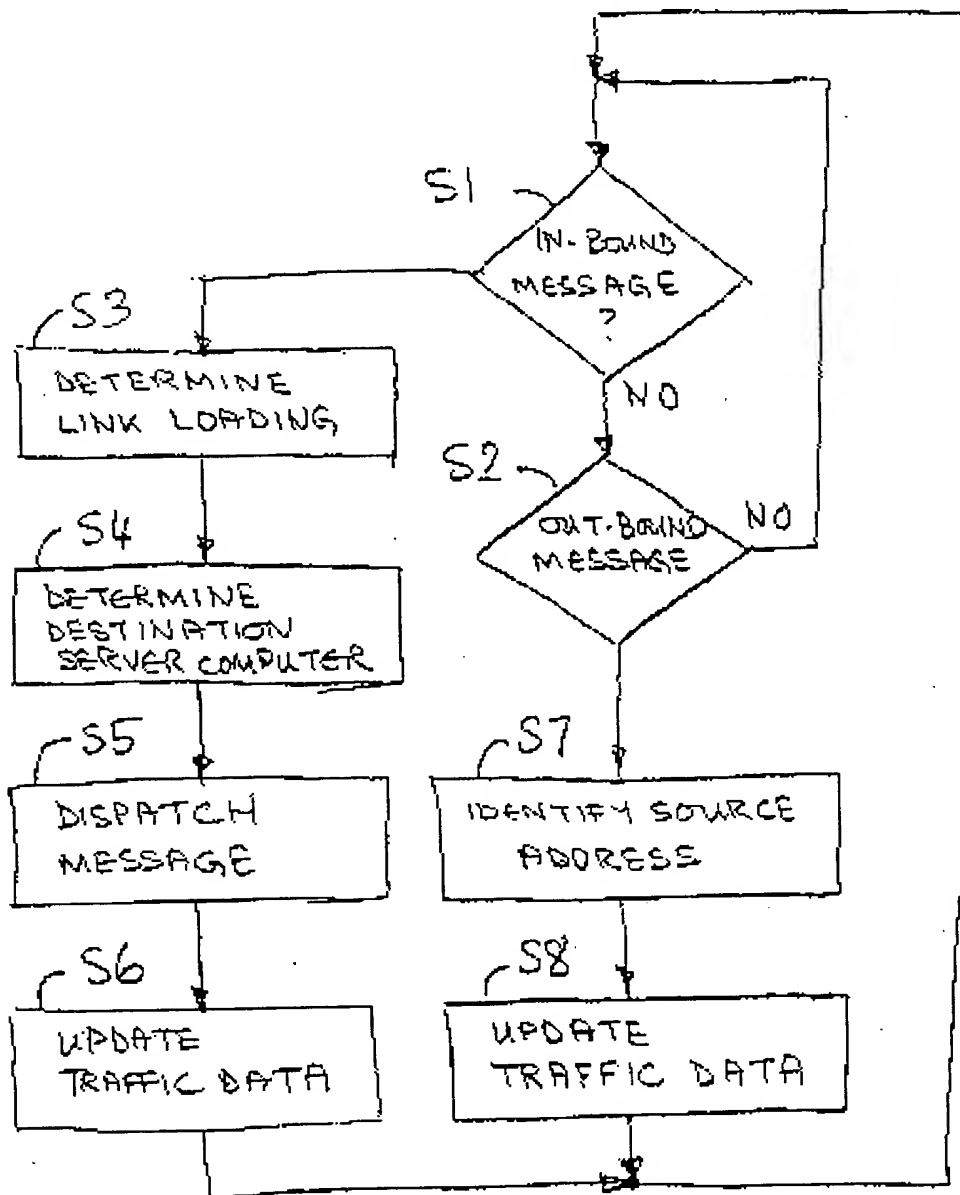 S1
IN-BOUND
MESSAGE
?
NO
S3
DETERMINE
LINK LOADING
S2
OUT-BOUND
MESSAGE
NO
S4
DETERMINE
DESTINATION
SERVER COMPUTER
S5
DISPATCH
MESSAGE
S7
IDENTIFY SOURCE
ADDRESS
S6
UPDATE
TRAFFIC DATA
S8
UPDATE
TRAFFIC DATA